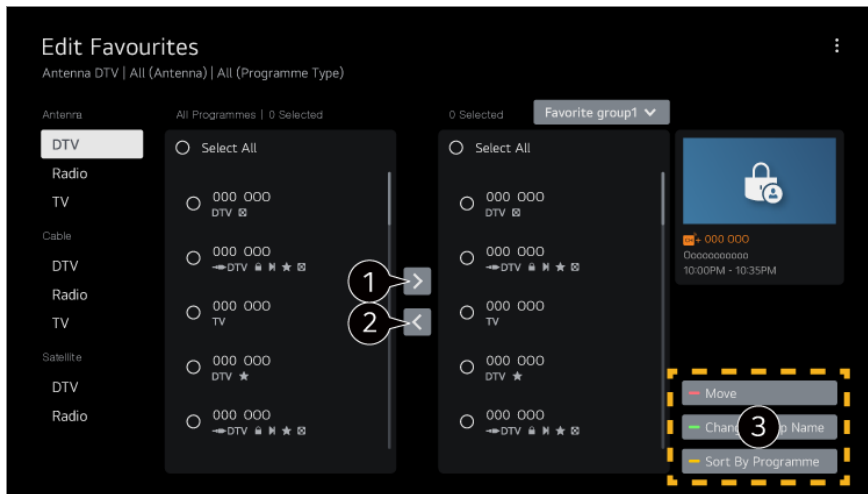 Edit Favourites
Antenna DTV | All (Antenna) | All (Programme Type)
Antenna
DTV
Radio
TV
Cable
DTV
Radio
TV
Satellite
DTV
Radio
All Programmes | 0 Selected
Select All
000 000
DTV
000 000
DTV
000 000
TV
000 000
DTV
000 000
DTV
1
2
0 Selected
Favorite group1
Select All
000 000
DTV
000 000
DTV
000 000
TV
000 000
DTV
000 000
DTV
000 000
Ooooooooooo
10:00PM - 10:35PM
Move
3
Name
Sort By Programme